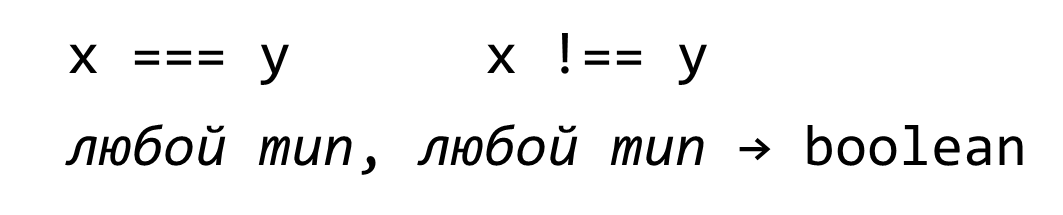 x === y x !== y
любой тип, любой тип → boolean